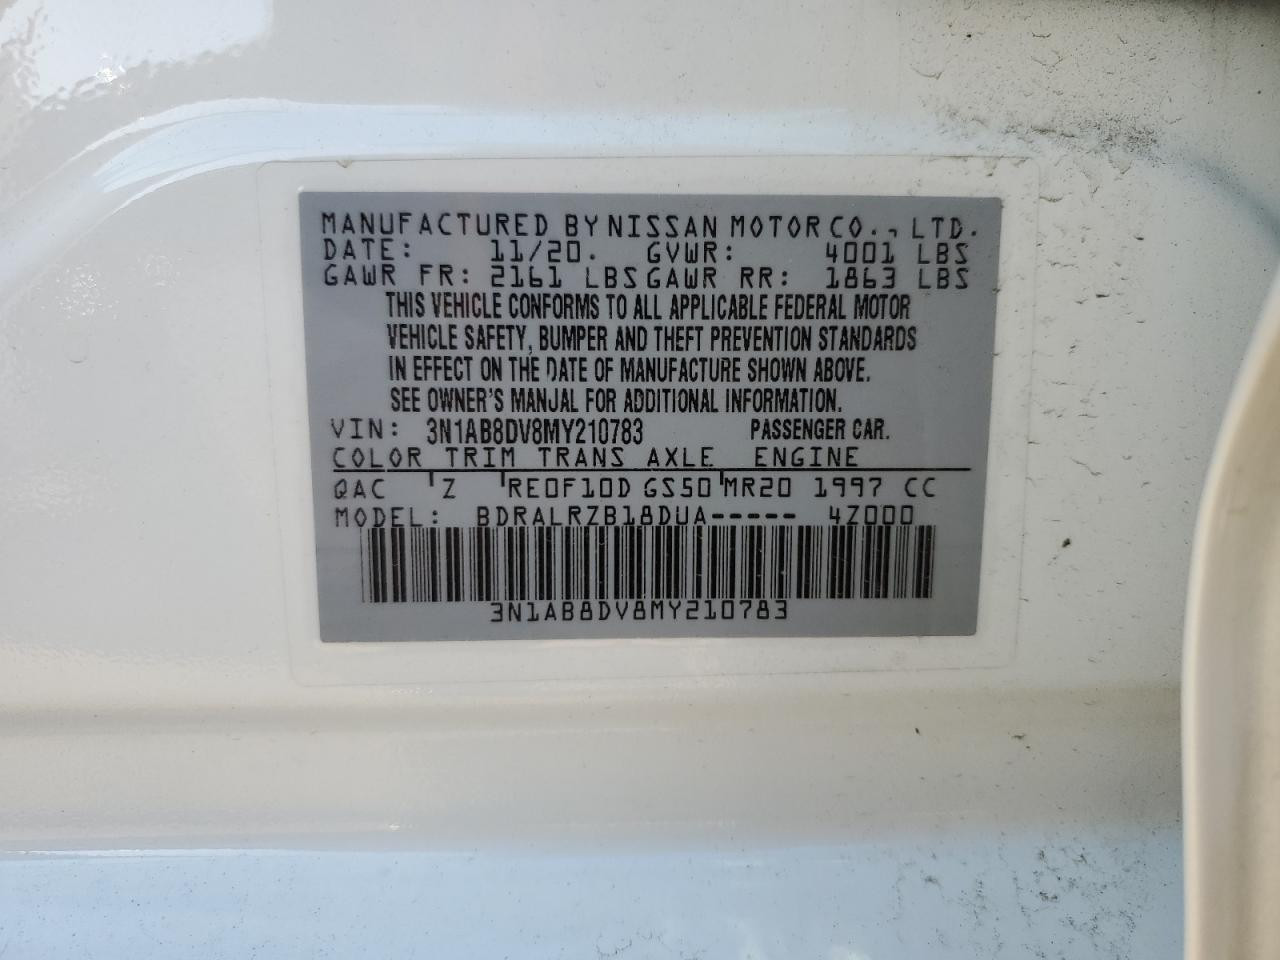 MANUFACTURED BY NISSAN MOTOR CO., LTD.
DATE: 11/20. GVWR: 4001 LBS
GAWR FR: 2161 LBS GAWR RR: 1863 LBS
THIS VEHICLE CONFORMS TO ALL APPLICABLE FEDERAL MOTOR
VEHICLE SAFETY, BUMPER AND THEFT PREVENTION STANDARDS
IN EFFECT ON THE DATE OF MANUFACTURE SHOWN ABOVE.
SEE OWNER'S MANUAL FOR ADDITIONAL INFORMATION.
VIN: 3N1AB8DV8MY210783 PASSENGER CAR.
COLOR TRIM TRANS AXLE ENGINE
QAC Z RE0F10D GS50 MR20 1997 CC
MODEL: BDRALRZB18DUA----- 4Z000
3N1AB8DV8MY210783